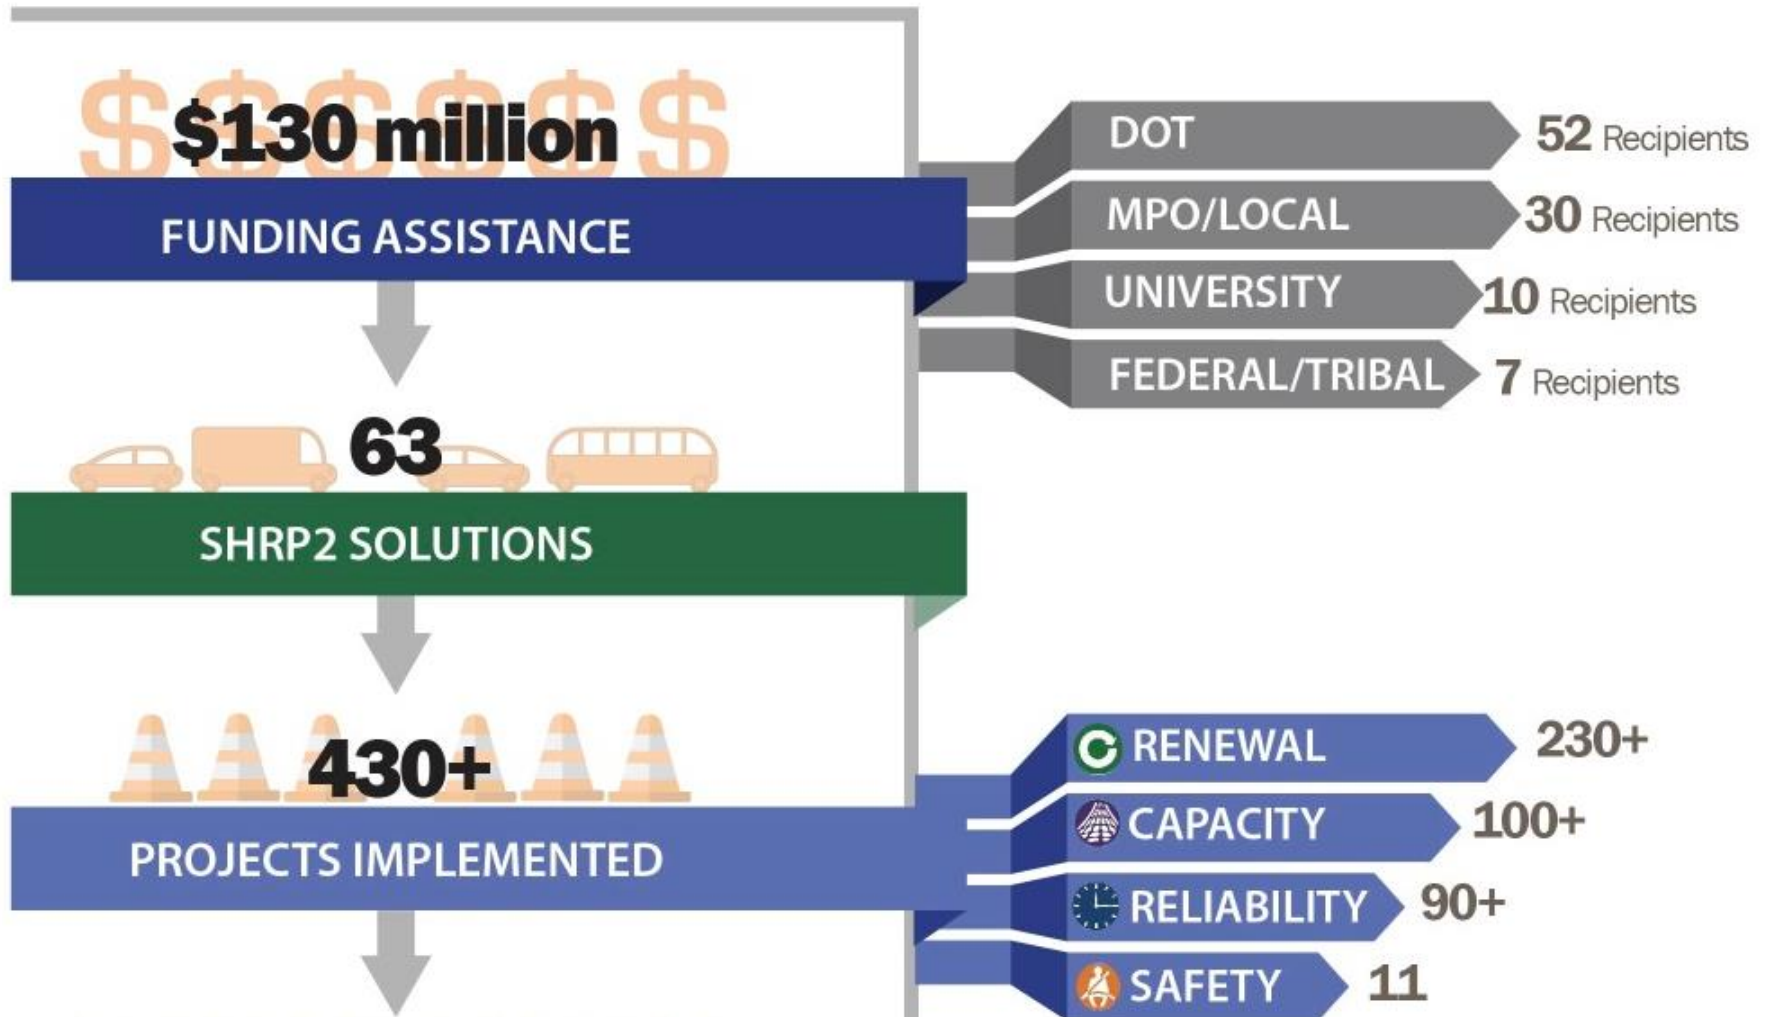 $130 million
FUNDING ASSISTANCE
DOT 52 Recipients
MPO/LOCAL 30 Recipients
UNIVERSITY 10 Recipients
FEDERAL/TRIBAL 7 Recipients
63
SHRP2 SOLUTIONS
430+
PROJECTS IMPLEMENTED
RENEWAL 230+
CAPACITY 100+
RELIABILITY 90+
SAFETY 11